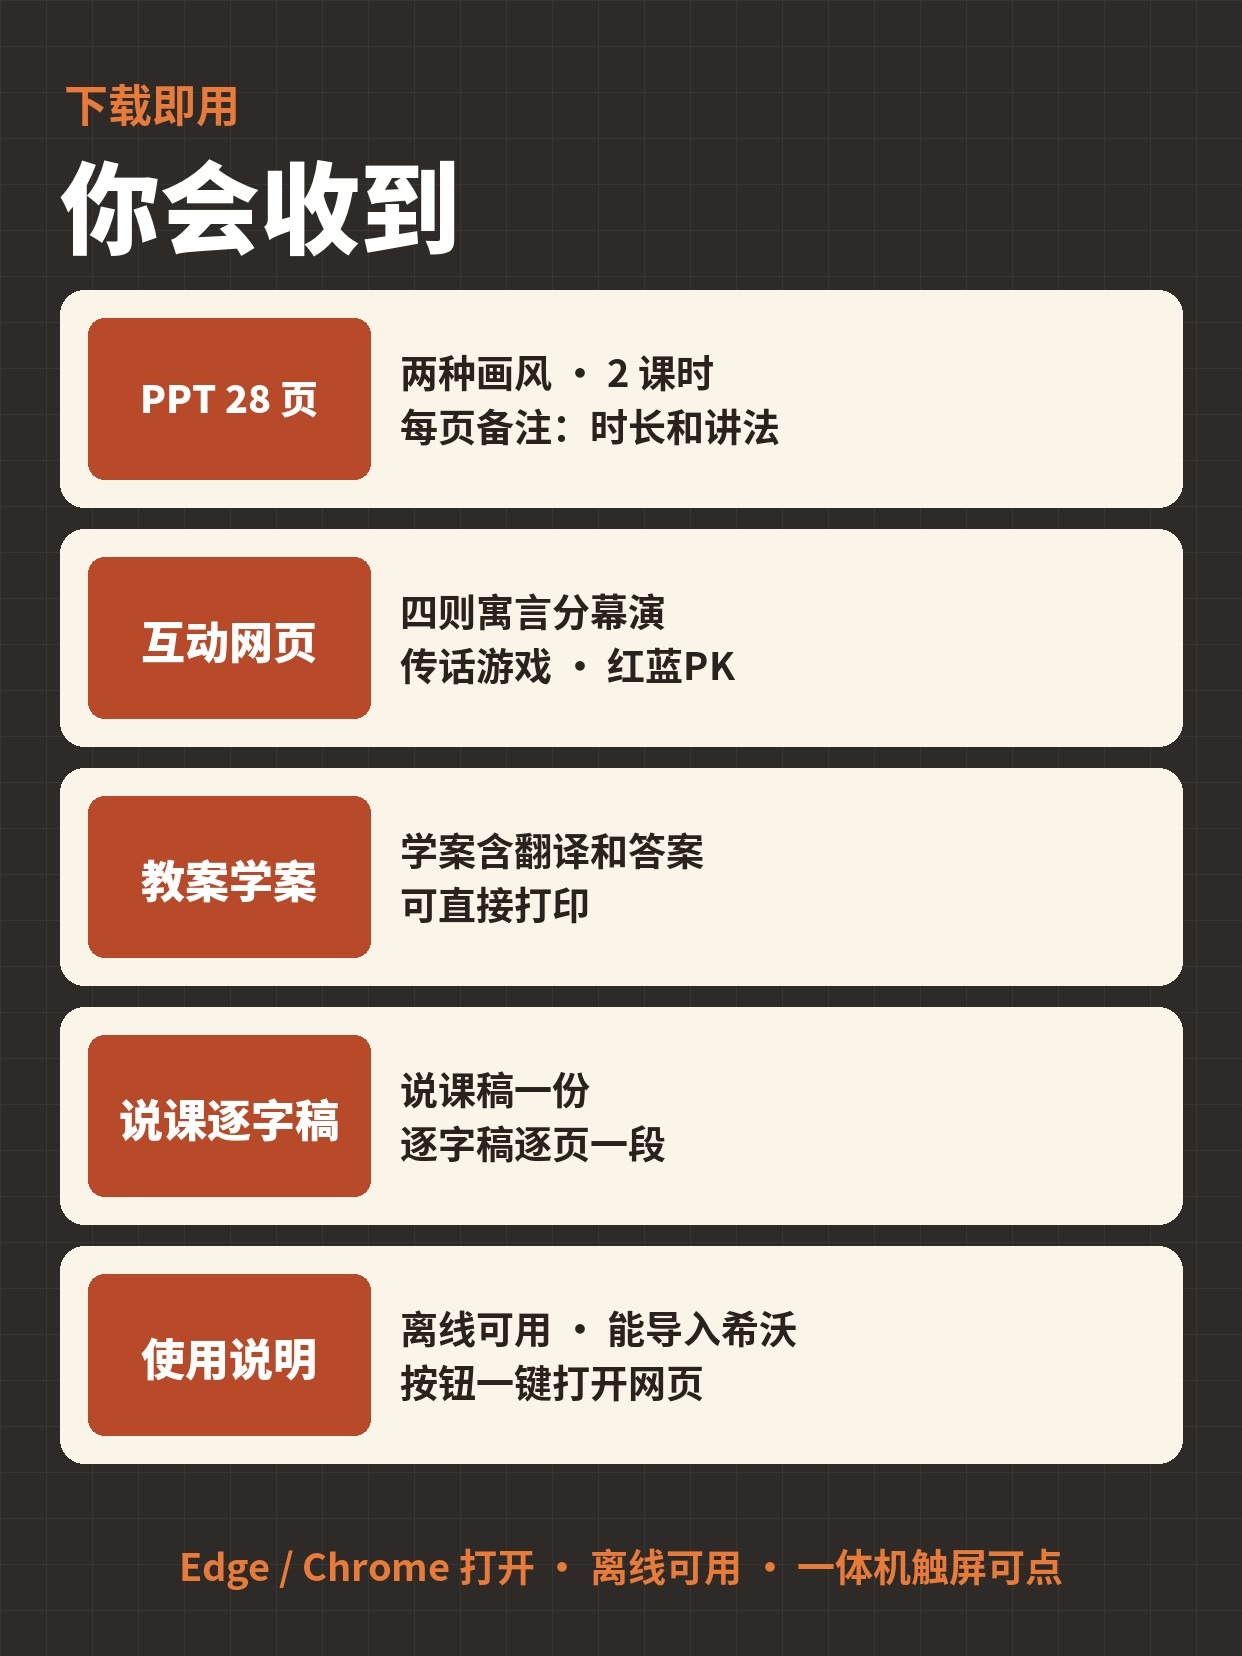 下载即用
你会收到
PPT 28 页
两种画风 · 2 课时
每页备注：时长和讲法
互动网页
四则寓言分幕演
传话游戏 · 红蓝PK
教案学案
学案含翻译和答案
可直接打印
说课逐字稿
说课稿一份
逐字稿逐页一段
使用说明
离线可用 · 能导入希沃
按钮一键打开网页
Edge / Chrome 打开 · 离线可用 · 一体机触屏可点